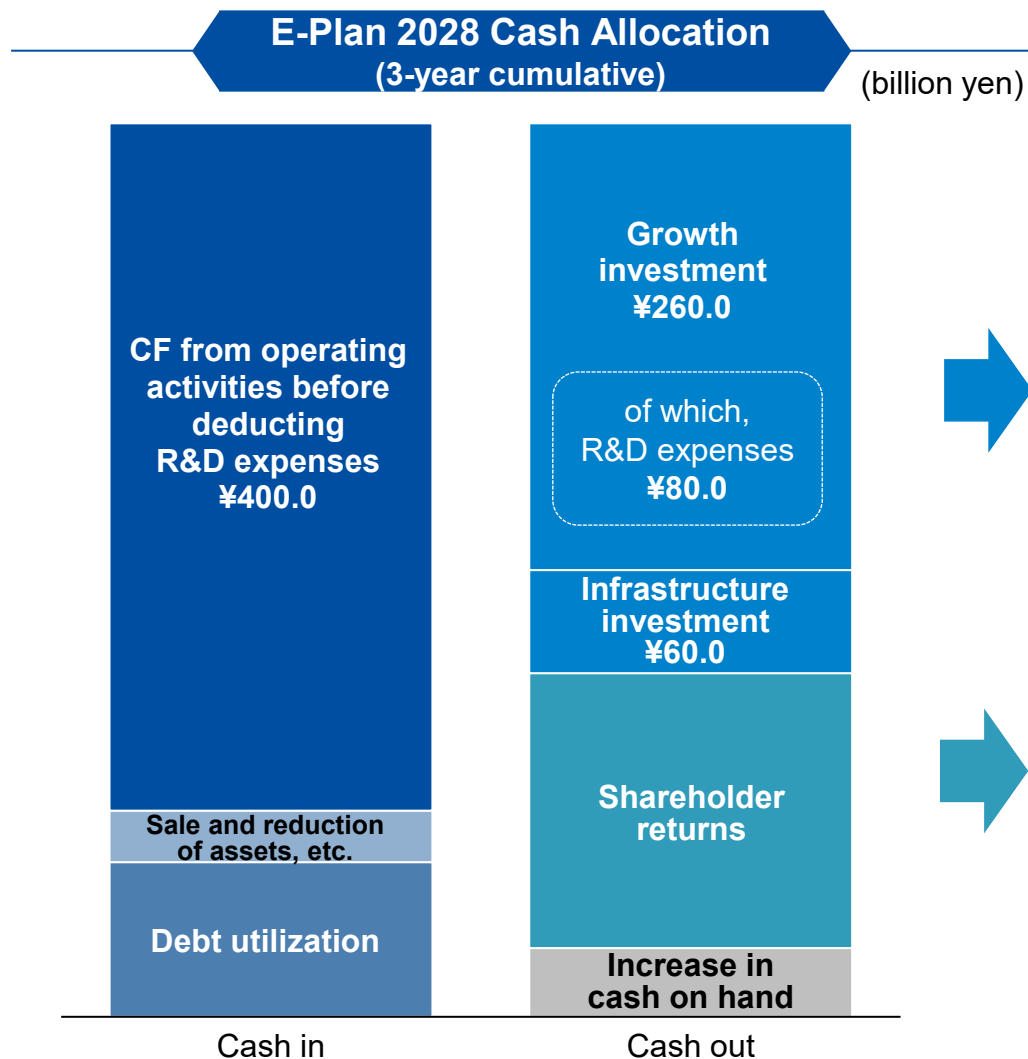 E-Plan 2028 Cash Allocation
(3-year cumulative)
(billion yen)
CF from operating
activities before
deducting
R&D expenses
¥400.0
Sale and reduction
of assets, etc.
Debt utilization
Cash in
Growth
investment
¥260.0
of which,
R&D expenses
¥80.0
Infrastructure
investment
¥60.0
Shareholder
returns
Increase in
cash on hand
Cash out